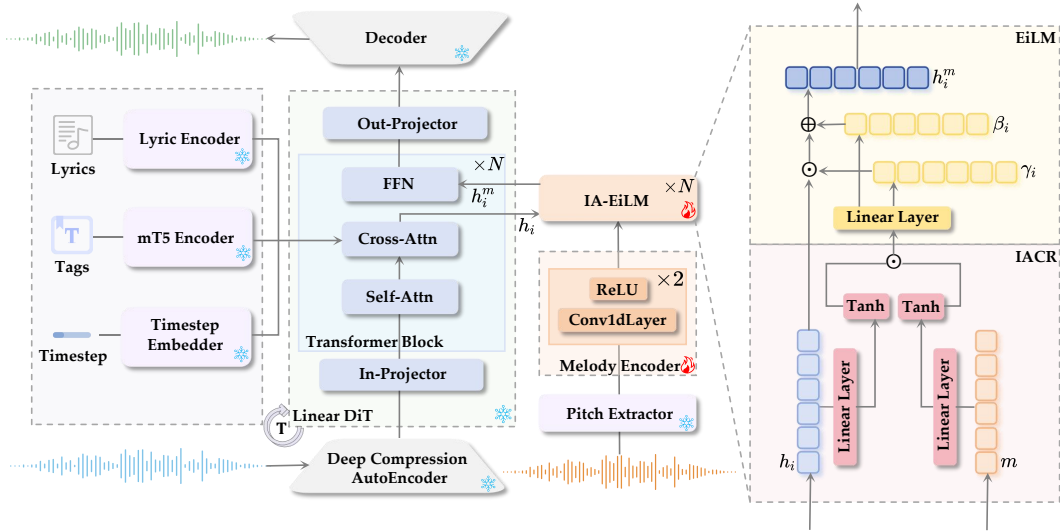 Decoder
Lyric Encoder
Lyrics
T
mT5 Encoder
Tags
Timestep
Embedder
Timestep
Out-Projector
×N
FFN
h_i^m
Cross-Attn
h_i
Self-Attn
Transformer Block
In-Projector
T
Linear DiT
Deep Compression
AutoEncoder
IA-EiLM
×N
ReLU
×2
Conv1dLayer
Melody Encoder
Pitch Extractor
EiLM
h_i^m
⊕
β_i
⊙
γ_i
Linear Layer
IACR
⊙
Tanh
Tanh
Linear Layer
Linear Layer
h_i
m